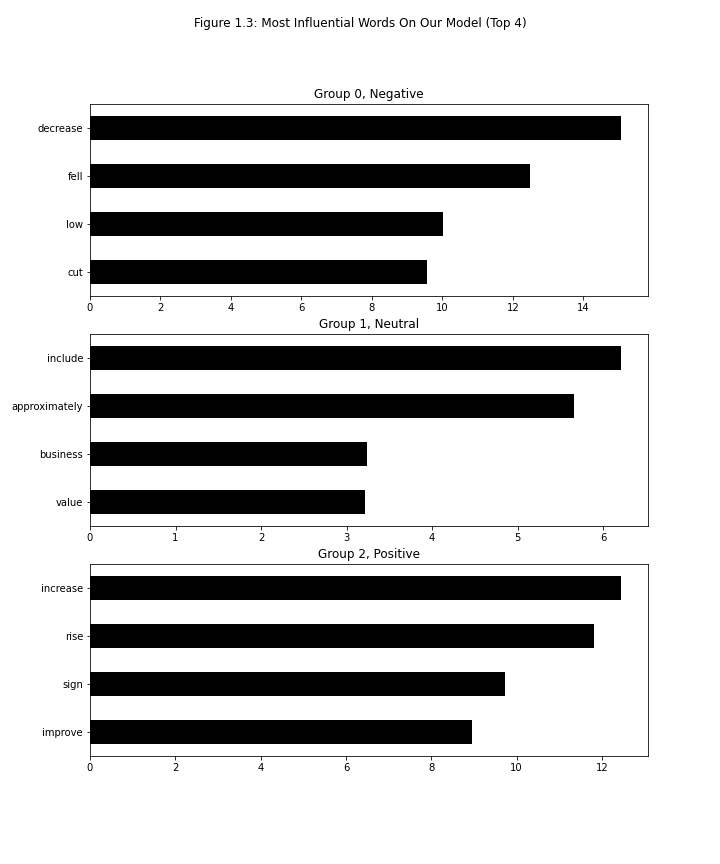 Figure 1.3: Most Influential Words On Our Model (Top 4)
Group 0, Negative
decrease
fell
low
cut
0 2 4 6 8 10 12 14
Group 1, Neutral
include
approximately
business
value
0 1 2 3 4 5 6
Group 2, Positive
increase
rise
sign
improve
0 2 4 6 8 10 12